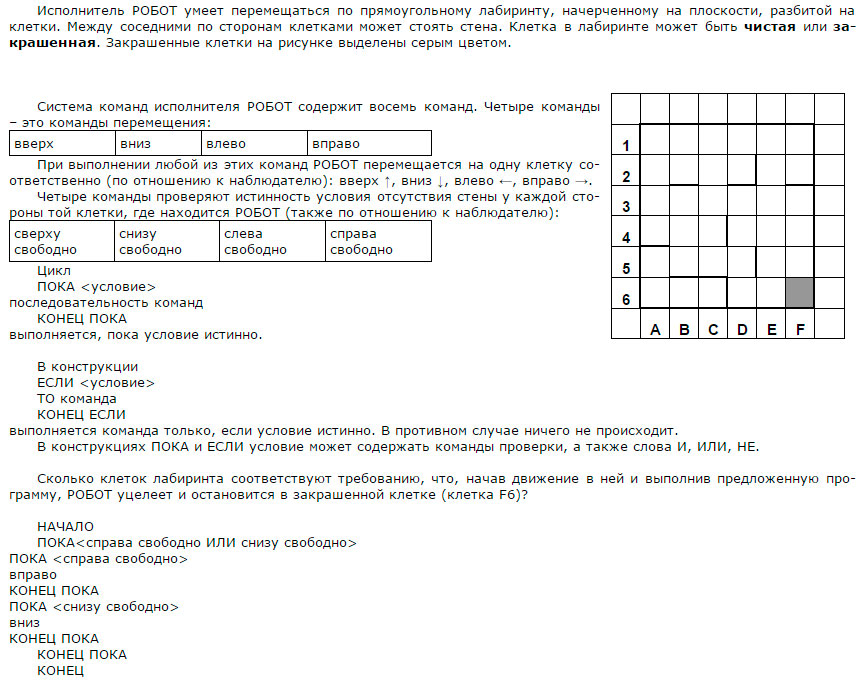 Исполнитель РОБОТ умеет перемещаться по прямоугольному лабиринту, начерченному на плоскости, разбитой на
клетки. Между соседними по сторонам клетками может стоять стена. Клетка в лабиринте может быть чистая или за-
крашенная. Закрашенные клетки на рисунке выделены серым цветом.
Система команд исполнителя РОБОТ содержит восемь команд. Четыре команды
– это команды перемещения:
вверх вниз влево вправо
При выполнении любой из этих команд РОБОТ перемещается на одну клетку со-
ответственно (по отношению к наблюдателю): вверх ↑, вниз ↓, влево ←, вправо →.
Четыре команды проверяют истинность условия отсутствия стены у каждой сто-
роны той клетки, где находится РОБОТ (также по отношению к наблюдателю):
сверху снизу слева справа
свободно свободно свободно свободно
Цикл
ПОКА <условие>
последовательность команд
КОНЕЦ ПОКА
выполняется, пока условие истинно.
В конструкции
ЕСЛИ <условие>
ТО команда
КОНЕЦ ЕСЛИ
выполняется команда только, если условие истинно. В противном случае ничего не происходит.
В конструкциях ПОКА и ЕСЛИ условие может содержать команды проверки, а также слова И, ИЛИ, НЕ.
Сколько клеток лабиринта соответствуют требованию, что, начав движение в ней и выполнив предложенную про-
грамму, РОБОТ уцелеет и остановится в закрашенной клетке (клетка F6)?
НАЧАЛО
ПОКА<справа свободно ИЛИ снизу свободно>
ПОКА <справа свободно>
вправо
КОНЕЦ ПОКА
ПОКА <снизу свободно>
вниз
КОНЕЦ ПОКА
КОНЕЦ ПОКА
КОНЕЦ
1
2
3
4
5
6
A B C D E F